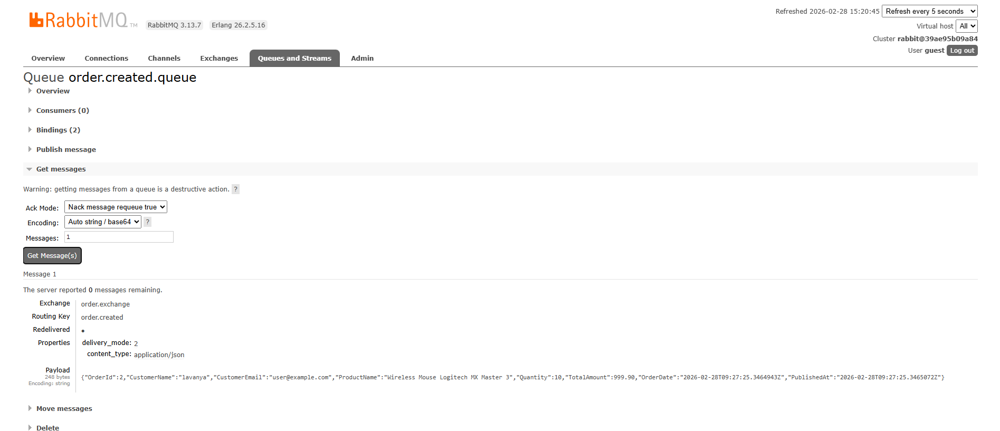 RabbitMQ TM RabbitMQ 3.13.7 Erlang 26.2.5.16
Refreshed 2026-02-28 15:20:45 Refresh every 5 seconds
Virtual host All
Cluster rabbit@39ae95b09a84
User guest Log out
Overview Connections Channels Exchanges Queues and Streams Admin
Queue order.created.queue
Overview
Consumers (0)
Bindings (2)
Publish message
Get messages
Warning: getting messages from a queue is a destructive action. ?
Ack Mode: Nack message requeue true
Encoding: Auto string / base64 ?
Messages: 1
Get Message(s)
Message 1
The server reported 0 messages remaining.
Exchange order.exchange
Routing Key order.created
Redelivered ●
Properties delivery_mode: 2
content_type: application/json
Payload
248 bytes
Encoding: string
{"OrderId":2,"CustomerName":"lavanya","CustomerEmail":"user@example.com","ProductName":"Wireless Mouse Logitech MX Master 3","Quantity":10,"TotalAmount":999.90,"OrderDate":"2026-02-28T09:27:25.3464943Z","PublishedAt":"2026-02-28T09:27:25.3465072Z"}
Move messages
Delete